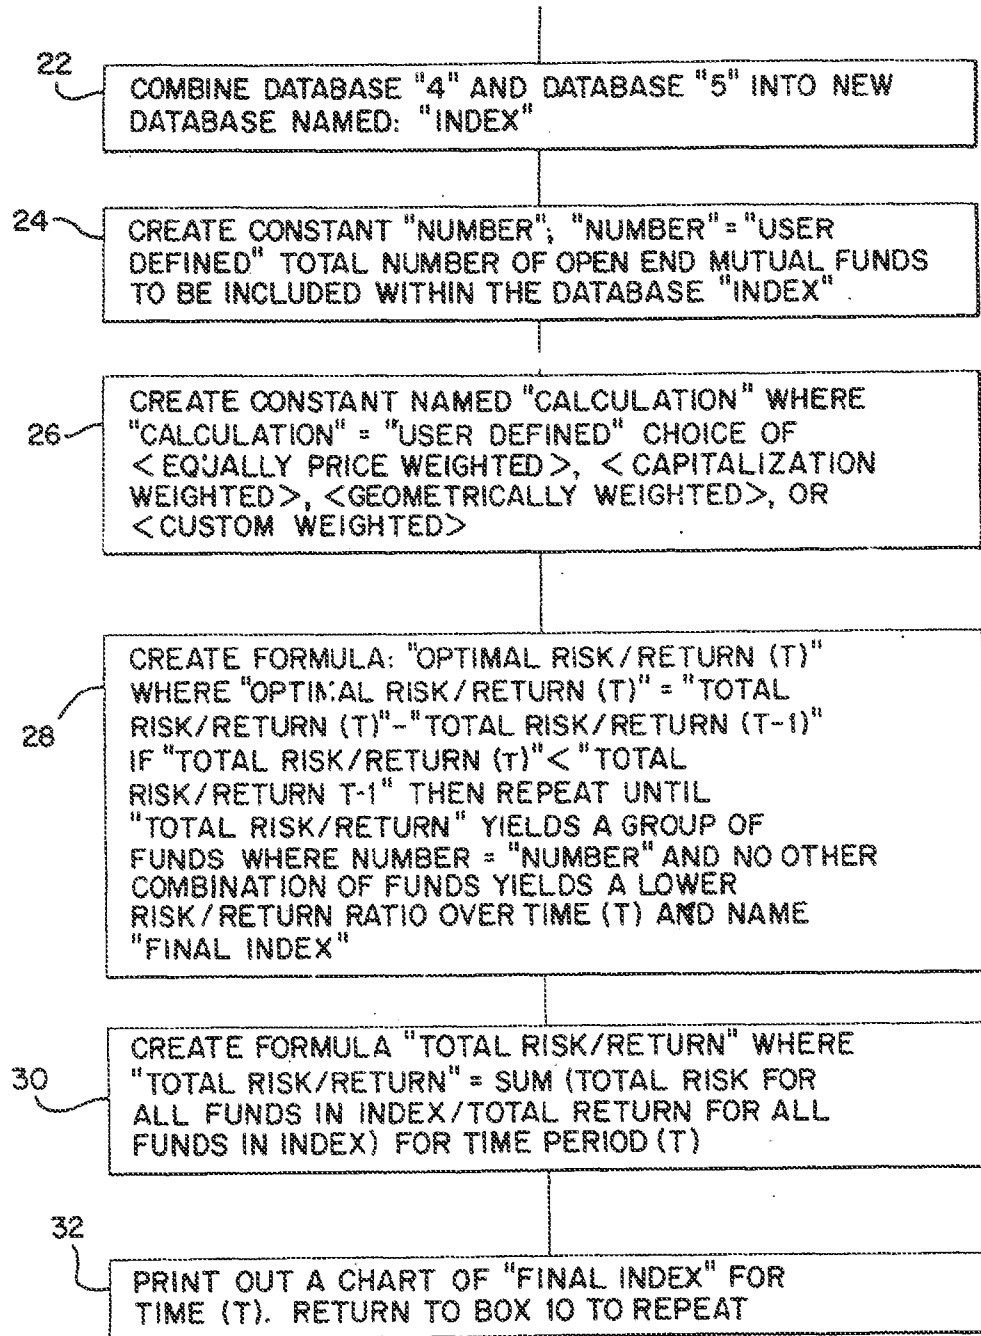 22
COMBINE DATABASE "4" AND DATABASE "5" INTO NEW
DATABASE NAMED: "INDEX"
24
CREATE CONSTANT "NUMBER"; "NUMBER"="USER
DEFINED" TOTAL NUMBER OF OPEN END MUTUAL FUNDS
TO BE INCLUDED WITHIN THE DATABASE "INDEX"
26
CREATE CONSTANT NAMED "CALCULATION" WHERE
"CALCULATION" = "USER DEFINED" CHOICE OF
<EQUALLY PRICE WEIGHTED>, <CAPITALIZATION
WEIGHTED>, <GEOMETRICALLY WEIGHTED>, OR
<CUSTOM WEIGHTED>
28
CREATE FORMULA: "OPTIMAL RISK/RETURN (T)"
WHERE "OPTIMAL RISK/RETURN (T)" = "TOTAL
RISK/RETURN (T)"-"TOTAL RISK/RETURN (T-1)"
IF "TOTAL RISK/RETURN (T)"<"TOTAL
RISK/RETURN T-1" THEN REPEAT UNTIL
"TOTAL RISK/RETURN" YIELDS A GROUP OF
FUNDS WHERE NUMBER = "NUMBER" AND NO OTHER
COMBINATION OF FUNDS YIELDS A LOWER
RISK/RETURN RATIO OVER TIME (T) AND NAME
"FINAL INDEX"
30
CREATE FORMULA "TOTAL RISK/RETURN" WHERE
"TOTAL RISK/RETURN" = SUM (TOTAL RISK FOR
ALL FUNDS IN INDEX/TOTAL RETURN FOR ALL
FUNDS IN INDEX) FOR TIME PERIOD (T)
32
PRINT OUT A CHART OF "FINAL INDEX" FOR
TIME (T). RETURN TO BOX 10 TO REPEAT